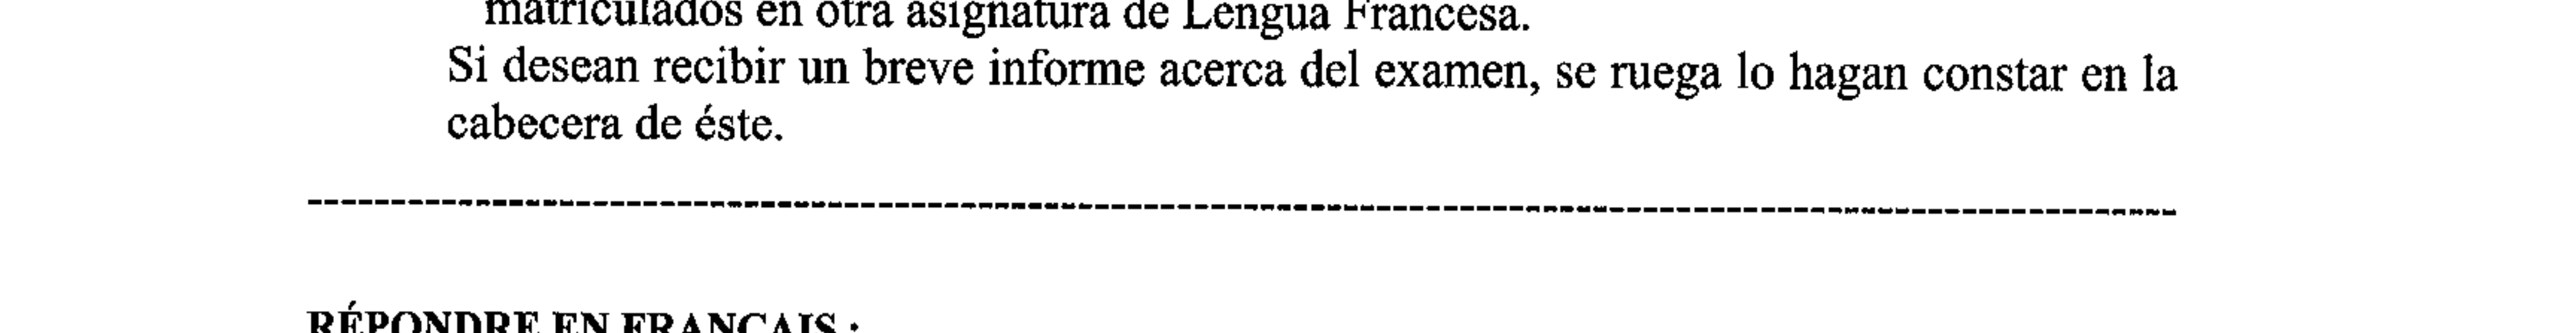 matriculados en otra asignatura de Lengua Francesa.
Si desean recibir un breve informe acerca del examen, se ruega lo hagan constar en la
cabecera de éste.
RÉPONDRE EN FRANÇAIS :